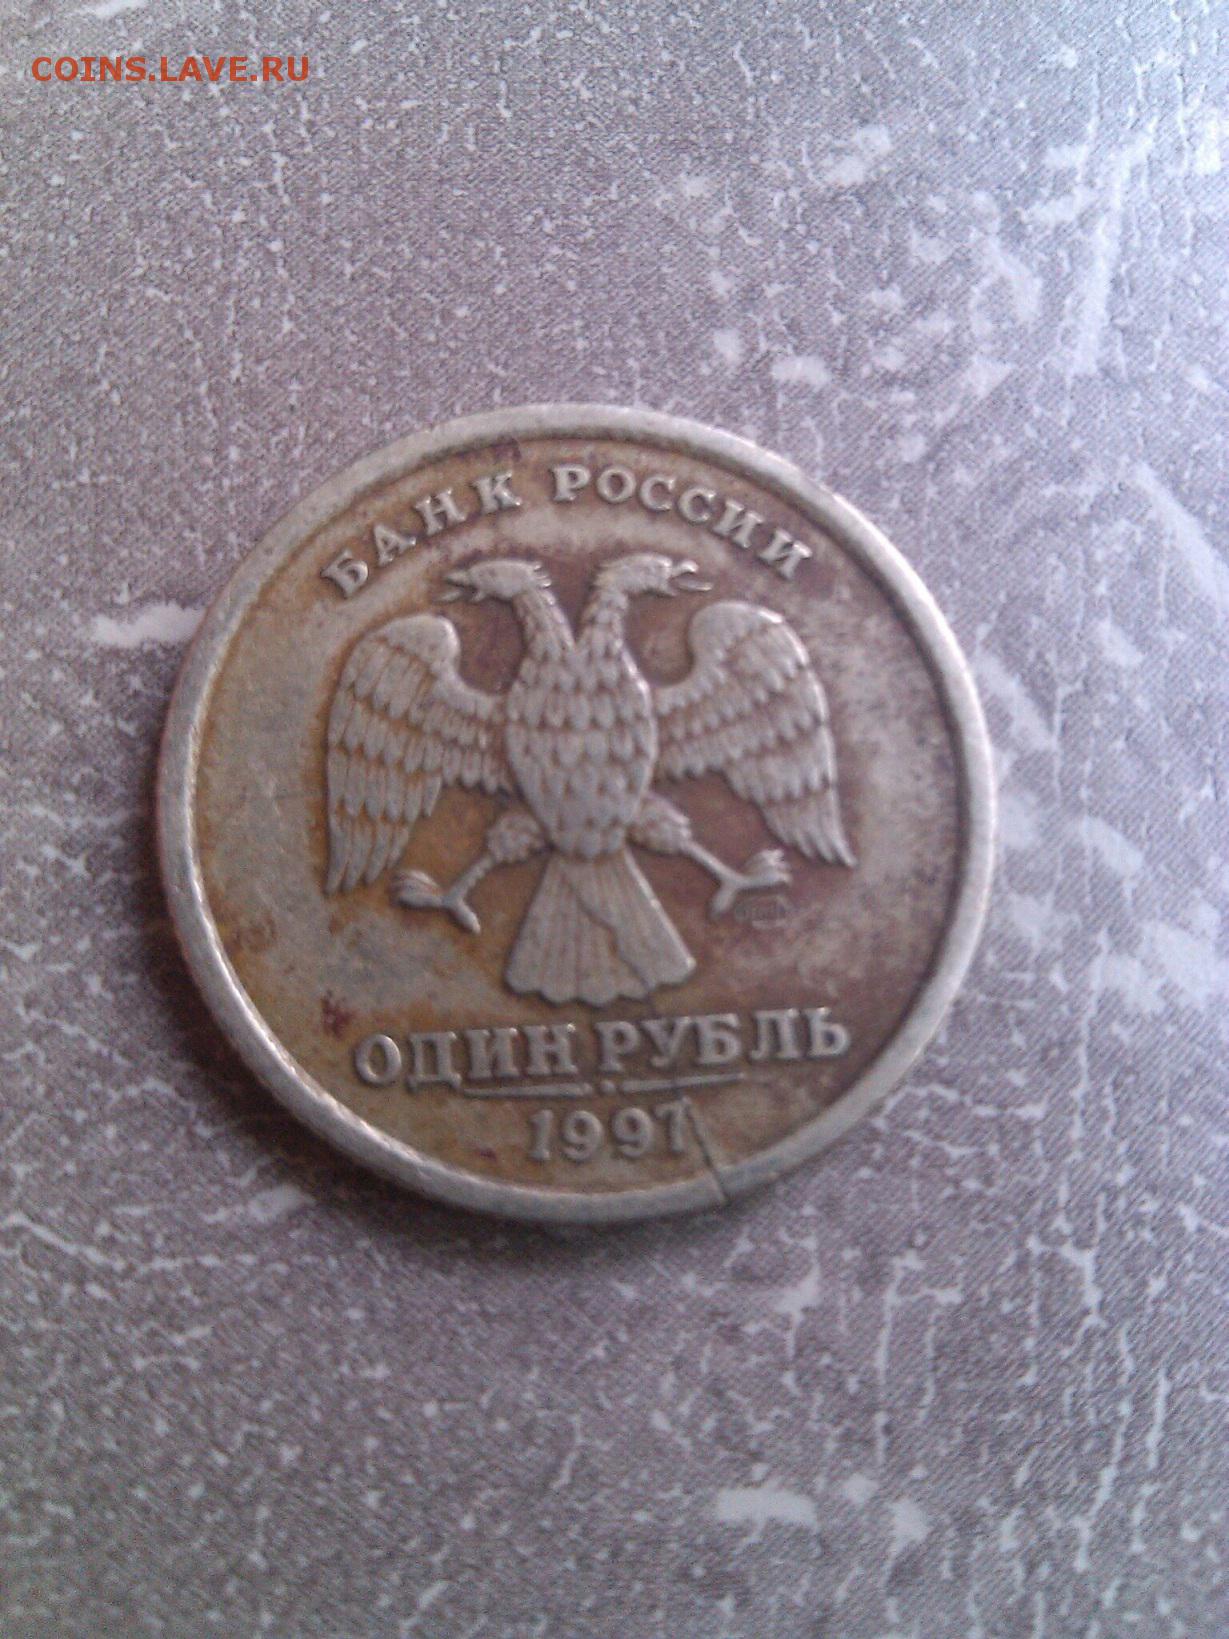 COINS.LAVE.RU
БАНК РОССИИ
ОДИН РУБЛЬ
1997